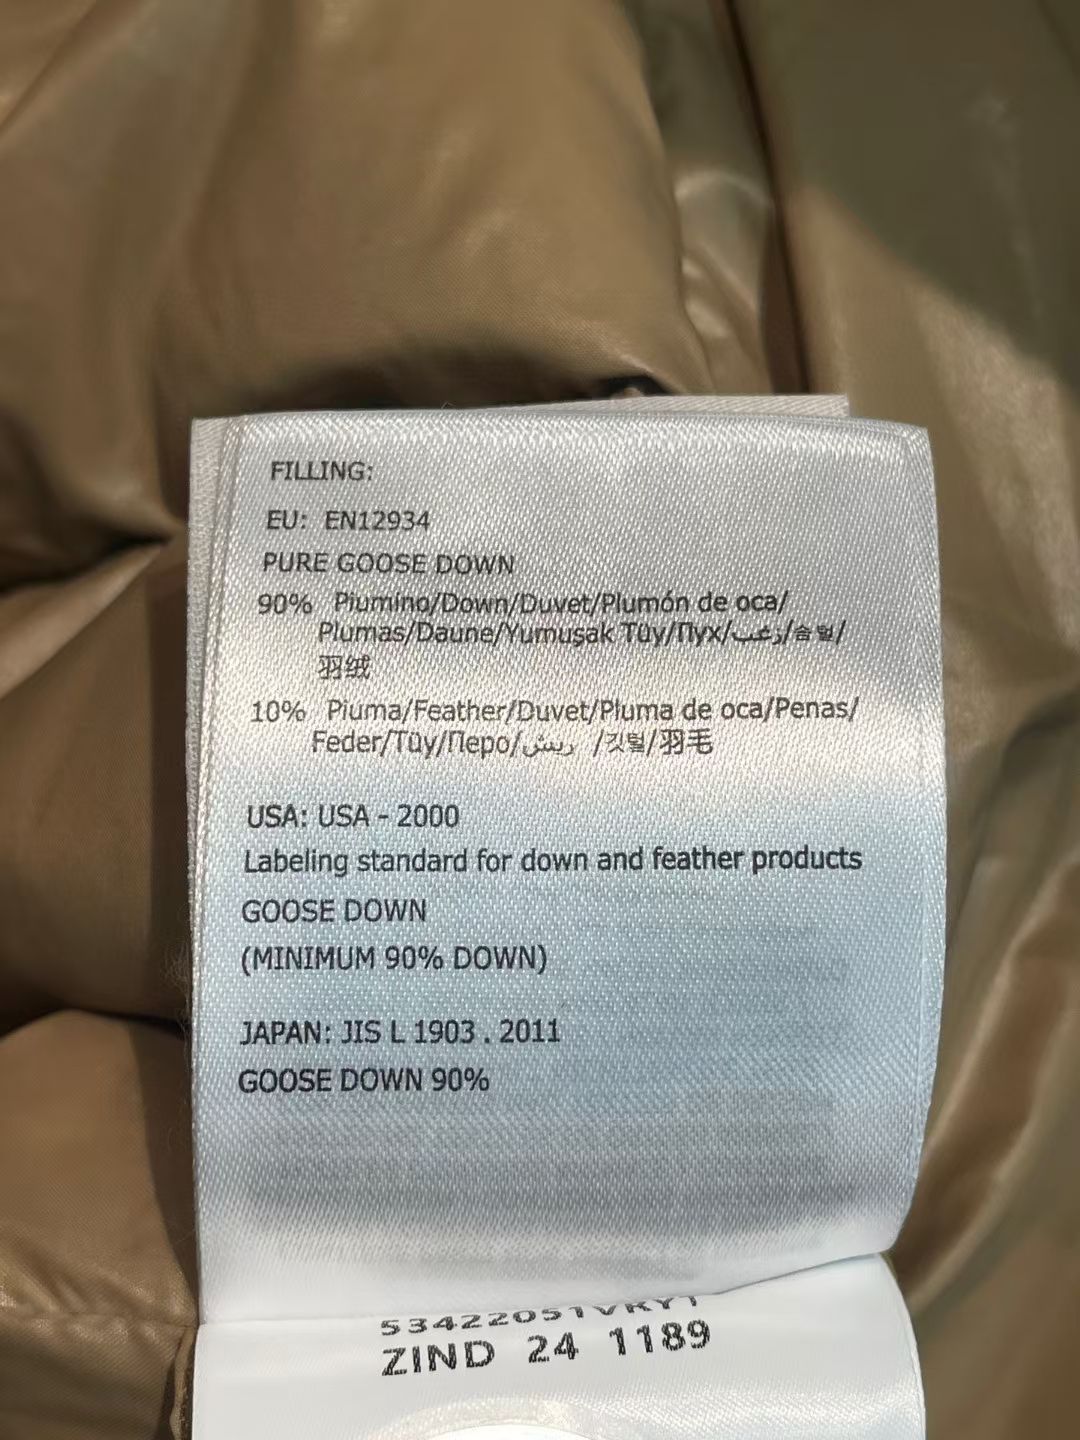 FILLING:
EU: EN12934
PURE GOOSE DOWN
90% Piumino/Down/Duvet/Plumón de oca/
Plumas/Daune/Yumuşak Tüy/Пух/زغب/솜털/
羽绒
10% Piuma/Feather/Duvet/Pluma de oca/Penas/
Feder/Tüy/Перо/ريش /깃털/羽毛
USA: USA - 2000
Labeling standard for down and feather products
GOOSE DOWN
(MINIMUM 90% DOWN)
JAPAN: JIS L 1903 . 2011
GOOSE DOWN 90%
53422051VRY1
ZIND 24 1189